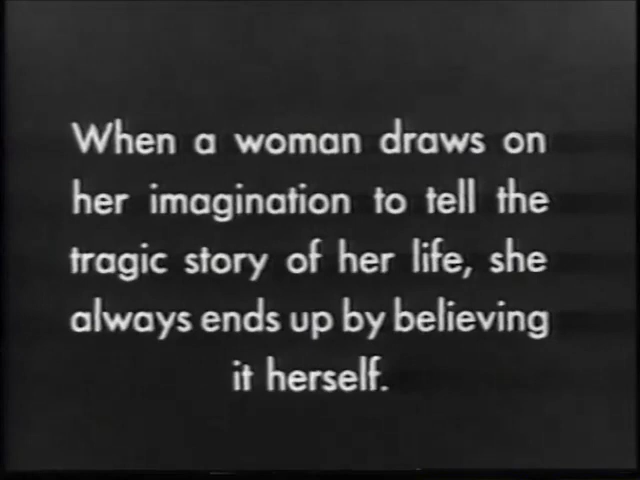 When a woman draws on
her imagination to tell the
tragic story of her life, she
always ends up by believing
it herself.